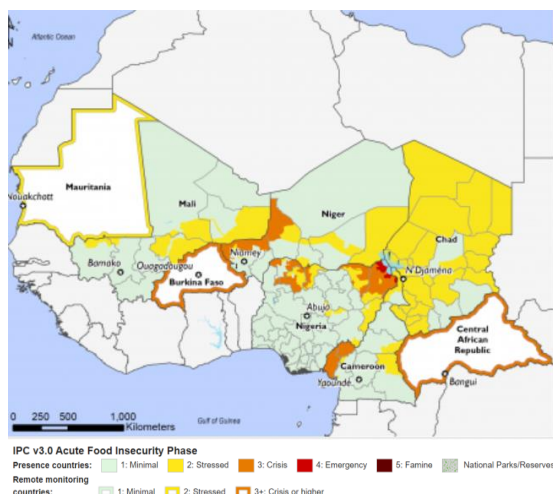 Atlantic Ocean
Nouakchott
Mauritania
Mali
Niger
Chad
Bamako
Ouagadougou
Niamey
Burkina Faso
N'Djamena
Abuja
Nigeria
Central
African
Republic
Cameroon
Yaounde
Bangui
0 250 500 1,000
Kilometers
Gulf of Guinea
IPC v3.0 Acute Food Insecurity Phase
Presence countries: 1: Minimal 2: Stressed 3: Crisis 4: Emergency 5: Famine National Parks/Reserves
Remote monitoring
countries: 1: Minimal 2: Stressed 3+: Crisis or higher